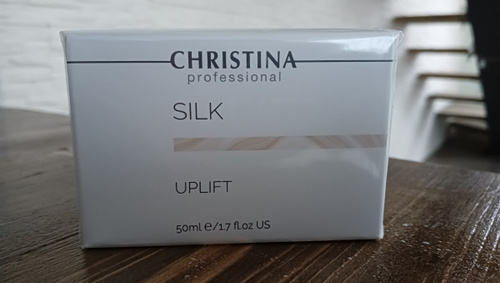 CHRISTINA
professional
SILK
UPLIFT
50ml e/1.7 fl.oz US